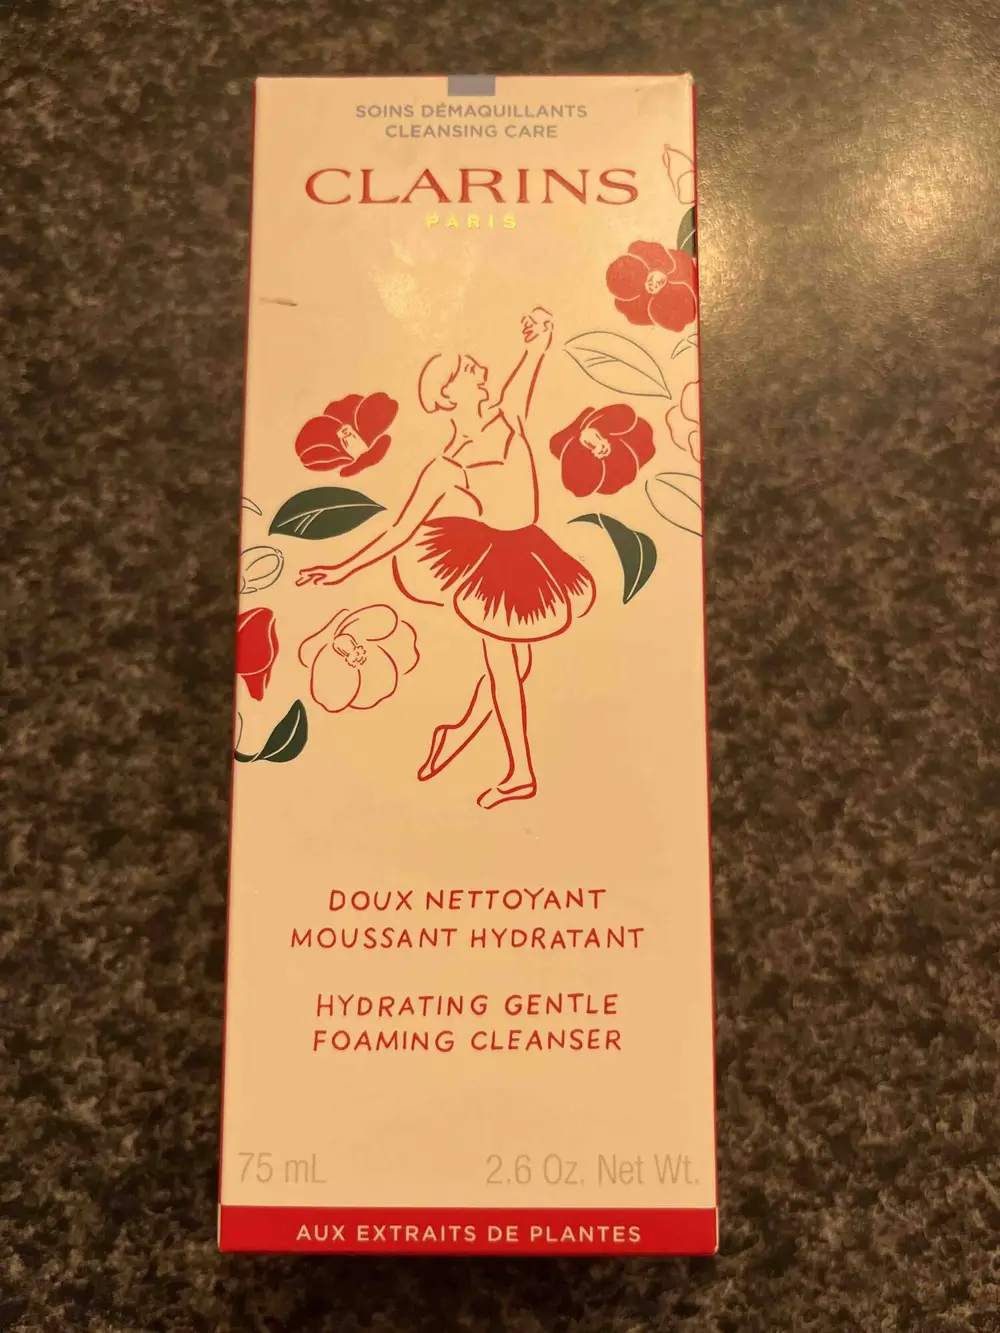 SOINS DÉMAQUILLANTS
CLEANSING CARE
CLARINS
PARIS
DOUX NETTOYANT
MOUSSANT HYDRATANT
HYDRATING GENTLE
FOAMING CLEANSER
75 mL 2.6 Oz. Net Wt.
AUX EXTRAITS DE PLANTES